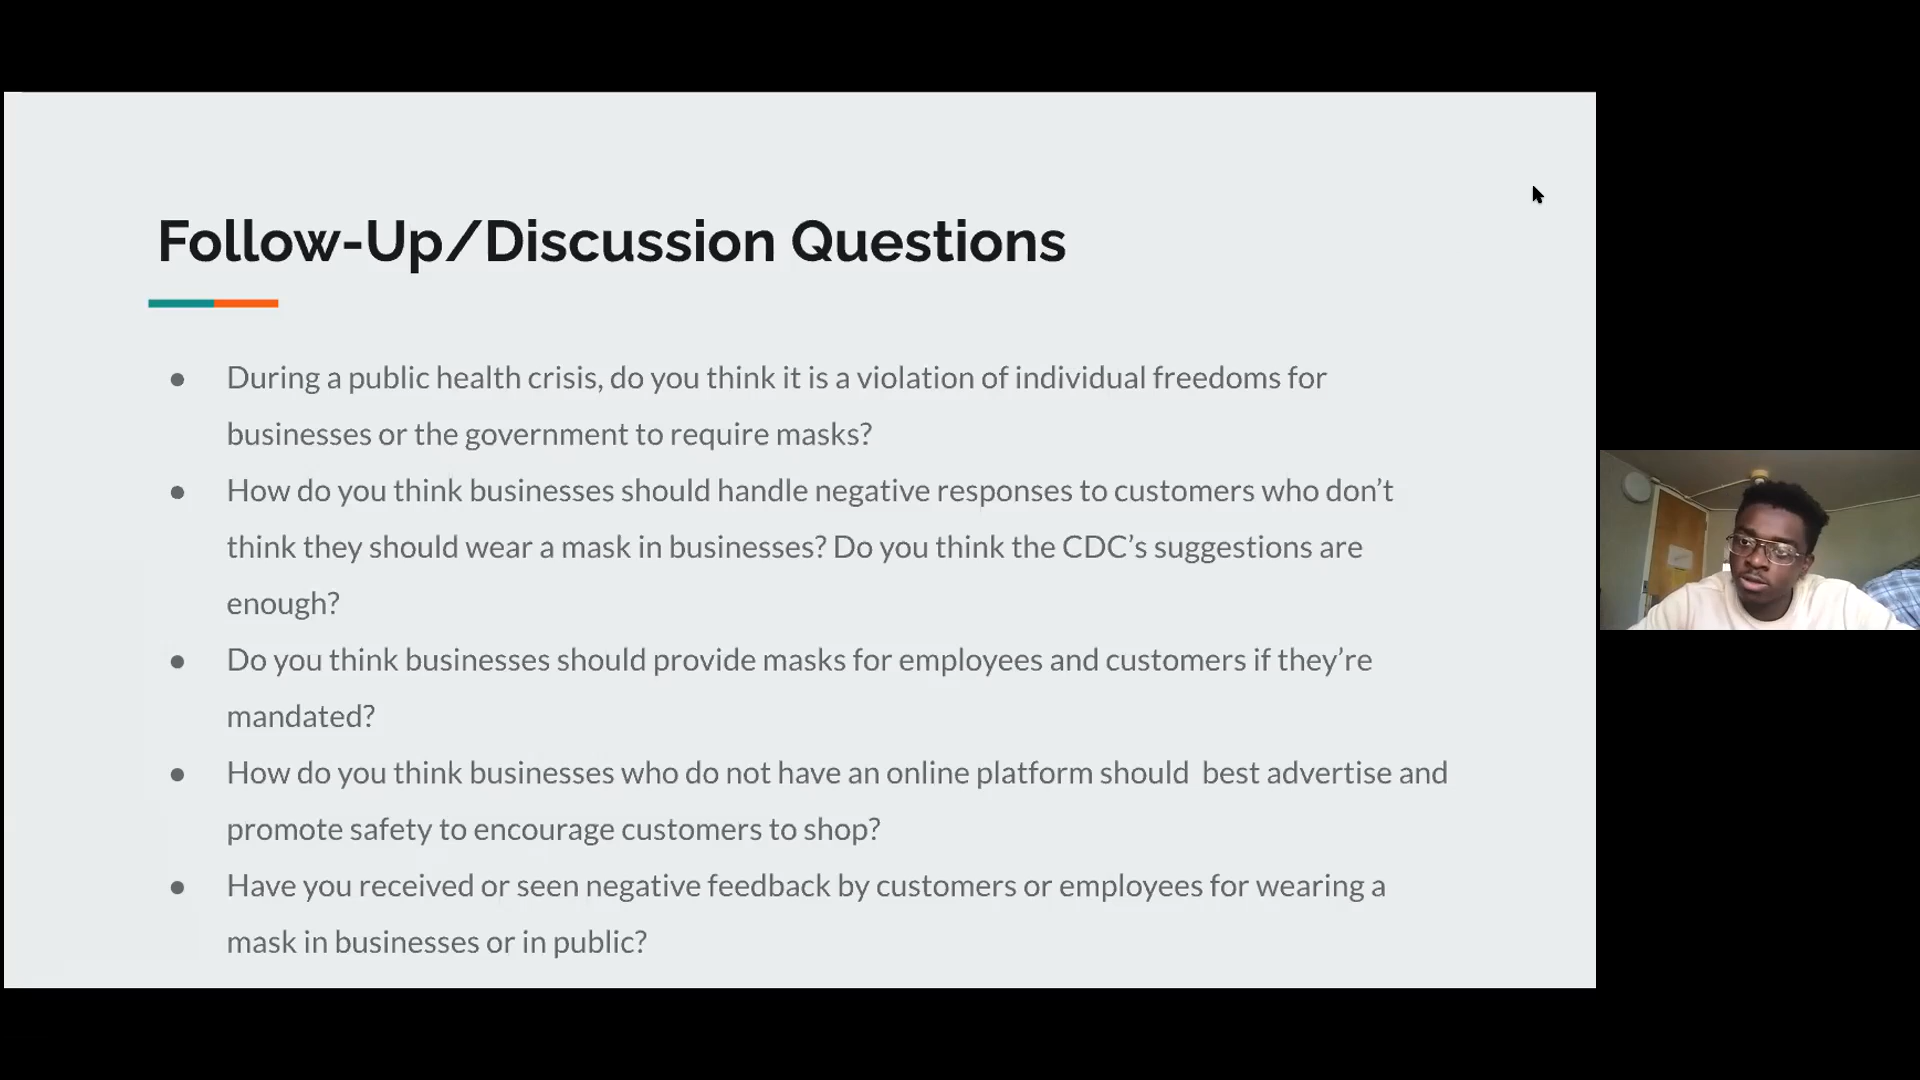 Follow-Up/Discussion Questions
● During a public health crisis, do you think it is a violation of individual freedoms for
businesses or the government to require masks?
● How do you think businesses should handle negative responses to customers who don’t
think they should wear a mask in businesses? Do you think the CDC’s suggestions are
enough?
● Do you think businesses should provide masks for employees and customers if they’re
mandated?
● How do you think businesses who do not have an online platform should  best advertise and
promote safety to encourage customers to shop?
● Have you received or seen negative feedback by customers or employees for wearing a
mask in businesses or in public?